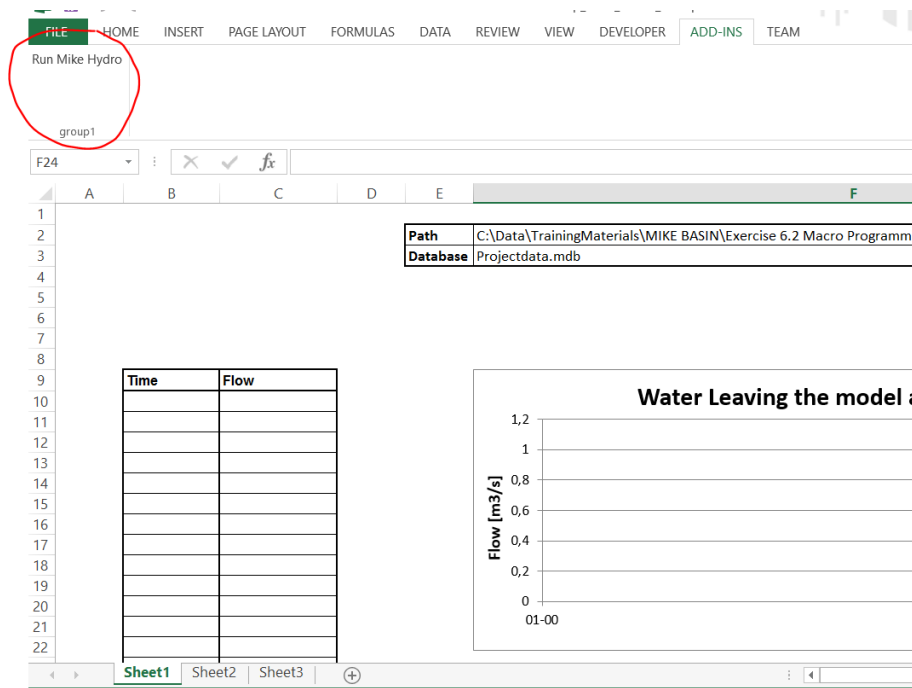 FILE HOME INSERT PAGE LAYOUT FORMULAS DATA REVIEW VIEW DEVELOPER ADD-INS TEAM
Run Mike Hydro
group1
F24 fx
A B C D E F
1
2 Path C:\Data\TrainingMaterials\MIKE BASIN\Exercise 6.2 Macro Programm
3 Database Projectdata.mdb
4
5
6
7
8
9 Time Flow
10
11
12
13
14
15
16
17
18
19
20
21
22
Water Leaving the model a
Flow [m3/s]
1,2
1
0,8
0,6
0,4
0,2
0
01-00
Sheet1 Sheet2 Sheet3